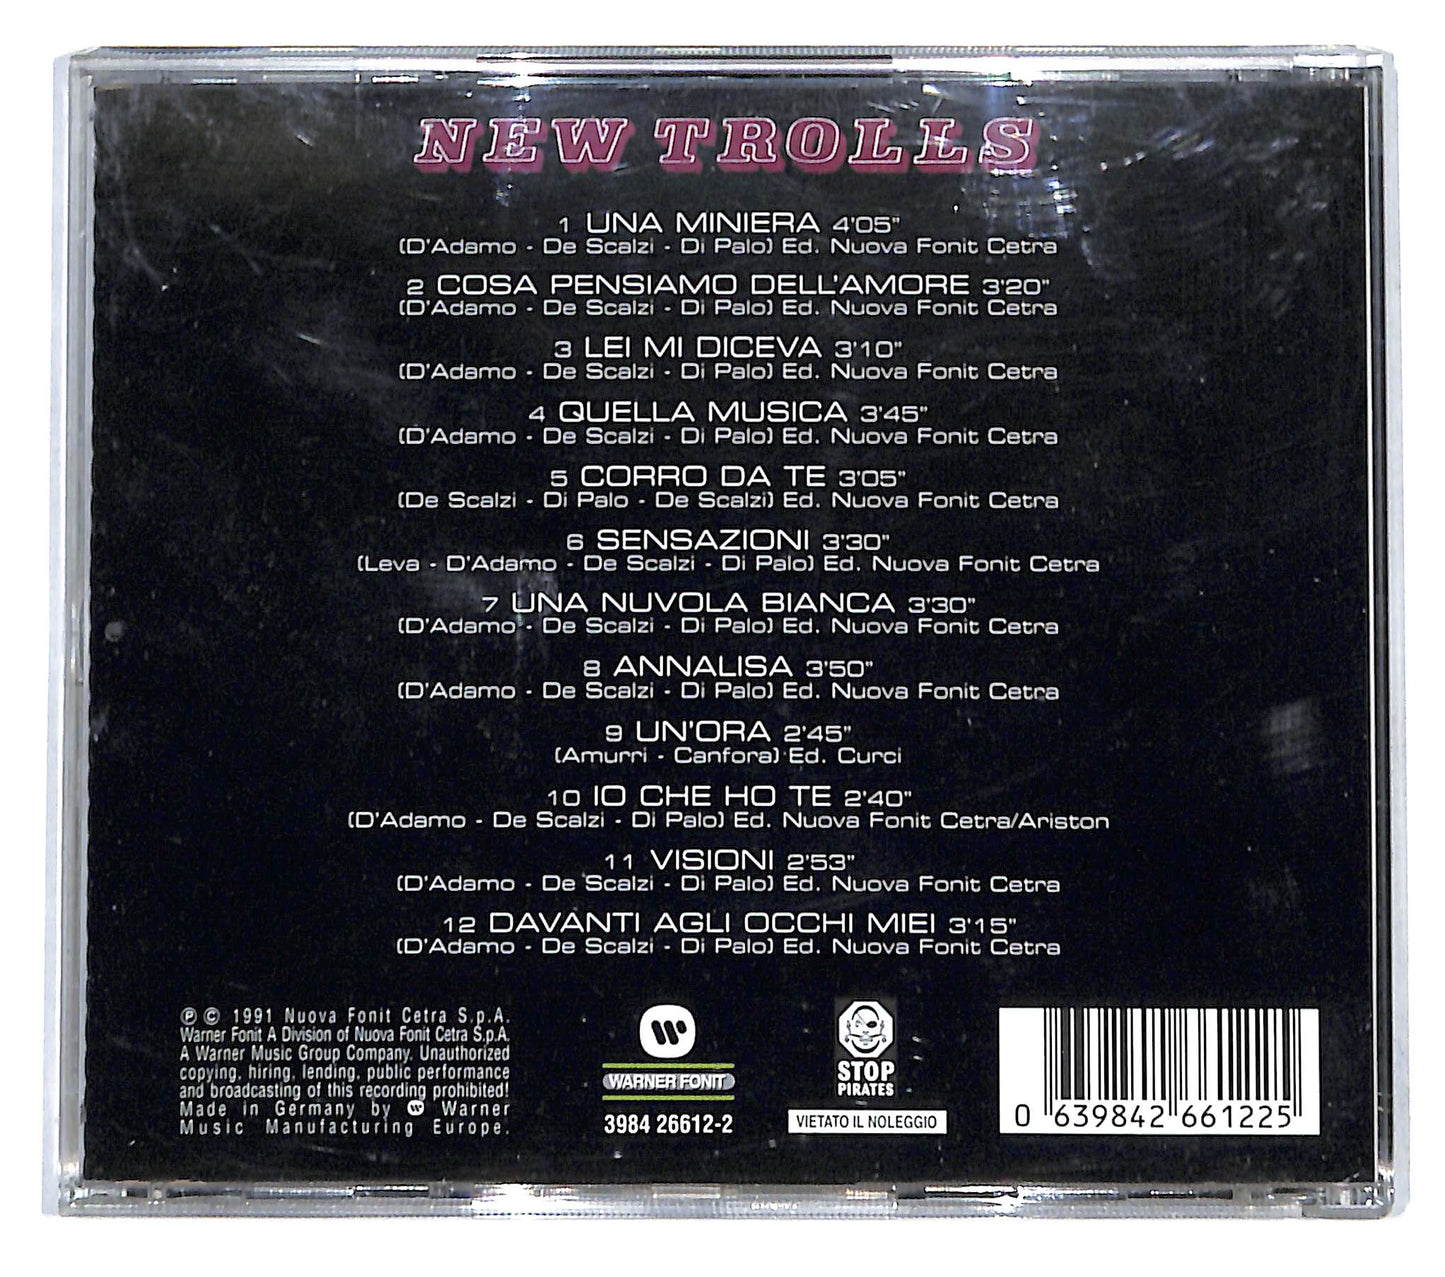 NEW TROLLS
1 UNA MINIERA 4'05"
(D'Adamo - De Scalzi - Di Palo) Ed. Nuova Fonit Cetra
2 COSA PENSIAMO DELL'AMORE 3'20"
(D'Adamo - De Scalzi - Di Palo) Ed. Nuova Fonit Cetra
3 LEI MI DICEVA 3'10"
(D'Adamo - De Scalzi - Di Palo) Ed. Nuova Fonit Cetra
4 QUELLA MUSICA 3'45"
(D'Adamo - De Scalzi - Di Palo) Ed. Nuova Fonit Cetra
5 CORRO DA TE 3'05"
(De Scalzi - Di Palo - De Scalzi) Ed. Nuova Fonit Cetra
6 SENSAZIONI 3'30"
(Leva - D'Adamo - De Scalzi - Di Palo) Ed. Nuova Fonit Cetra
7 UNA NUVOLA BIANCA 3'30"
(D'Adamo - De Scalzi - Di Palo) Ed. Nuova Fonit Cetra
8 ANNALISA 3'50"
(D'Adamo - De Scalzi - Di Palo) Ed. Nuova Fonit Cetra
9 UN'ORA 2'45"
(Amurri - Canfora) Ed. Curci
10 IO CHE HO TE 2'40"
(D'Adamo - De Scalzi - Di Palo) Ed. Nuova Fonit Cetra/Ariston
11 VISIONI 2'53"
(D'Adamo - De Scalzi - Di Palo) Ed. Nuova Fonit Cetra
12 DAVANTI AGLI OCCHI MIEI 3'15"
(D'Adamo - De Scalzi - Di Palo) Ed. Nuova Fonit Cetra
℗ © 1991 Nuova Fonit Cetra S.p.A.
Warner Fonit A Division of Nuova Fonit Cetra S.p.A.
A Warner Music Group Company. Unauthorized
copying, hiring, lending, public performance
and broadcasting of this recording prohibited!
Made in Germany by Warner
Music Manufacturing Europe.
WARNER FONIT
3984 26612-2
STOP
PIRATES
VIETATO IL NOLEGGIO
0 639842 661225